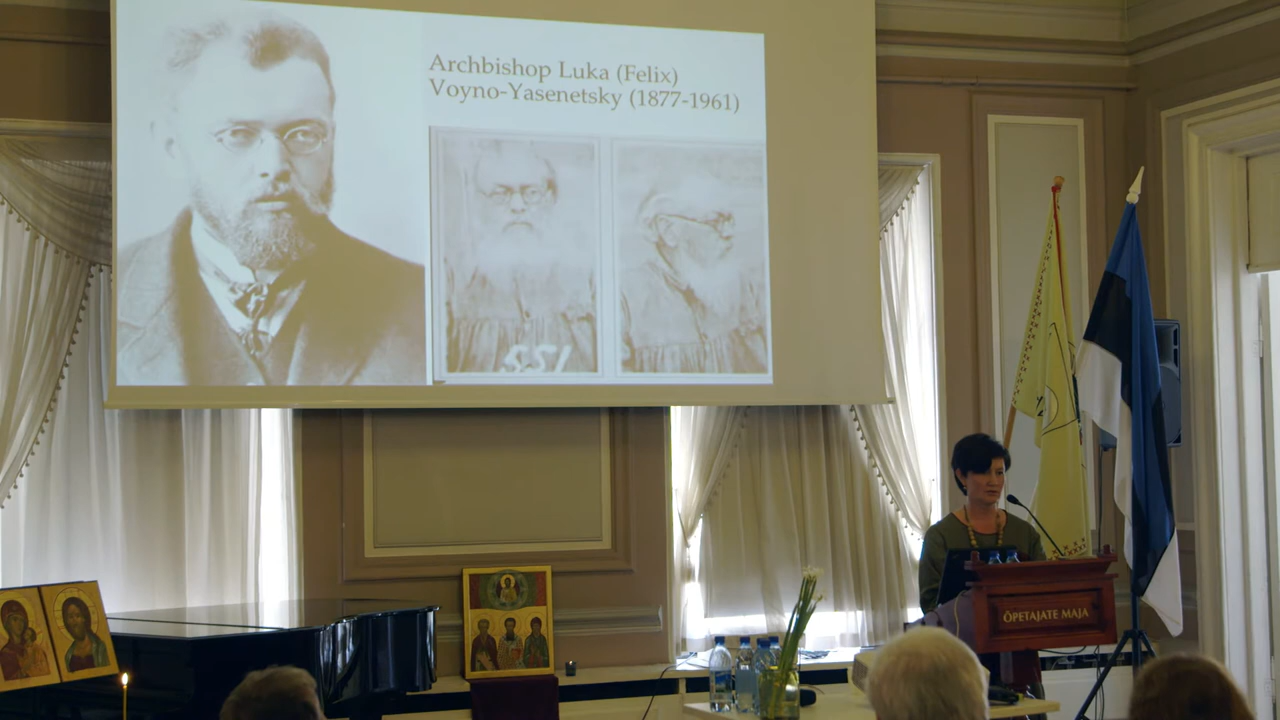 Archbishop Luka (Felix)
Voyno-Yasenetsky (1877-1961)
551
ÕPETAJATE MAJA